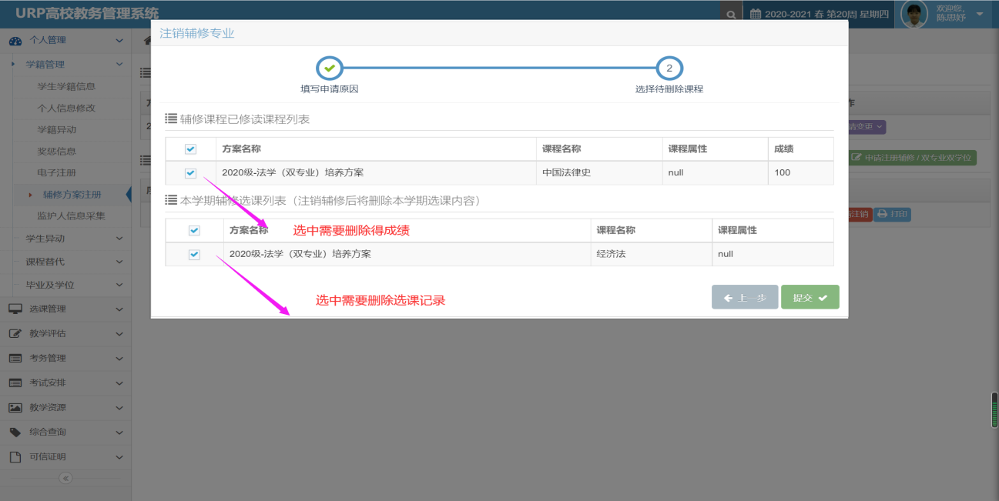 URP高校教务管理系统
2020-2021 春 第20周 星期四
欢迎您,
陈思妤
个人管理
学籍管理
学生学籍信息
个人信息修改
学籍异动
奖惩信息
电子注册
辅修方案注册
监护人信息采集
学生异动
课程替代
毕业及学位
选课管理
教学评估
考务管理
考试安排
教学资源
综合查询
可信证明
注销辅修专业
2
填写申请原因
选择待删除课程
辅修课程已修读课程列表
方案名称 课程名称 课程属性 成绩
2020级-法学（双专业）培养方案 中国法律史 null 100
本学期辅修选课列表（注销辅修后将删除本学期选课内容）
方案名称 选中需要删除得成绩 课程名称 课程属性
2020级-法学（双专业）培养方案 经济法 null
选中需要删除选课记录
上一步 提交
作
请变更
申请注册辅修 / 双专业双学位
注销 打印